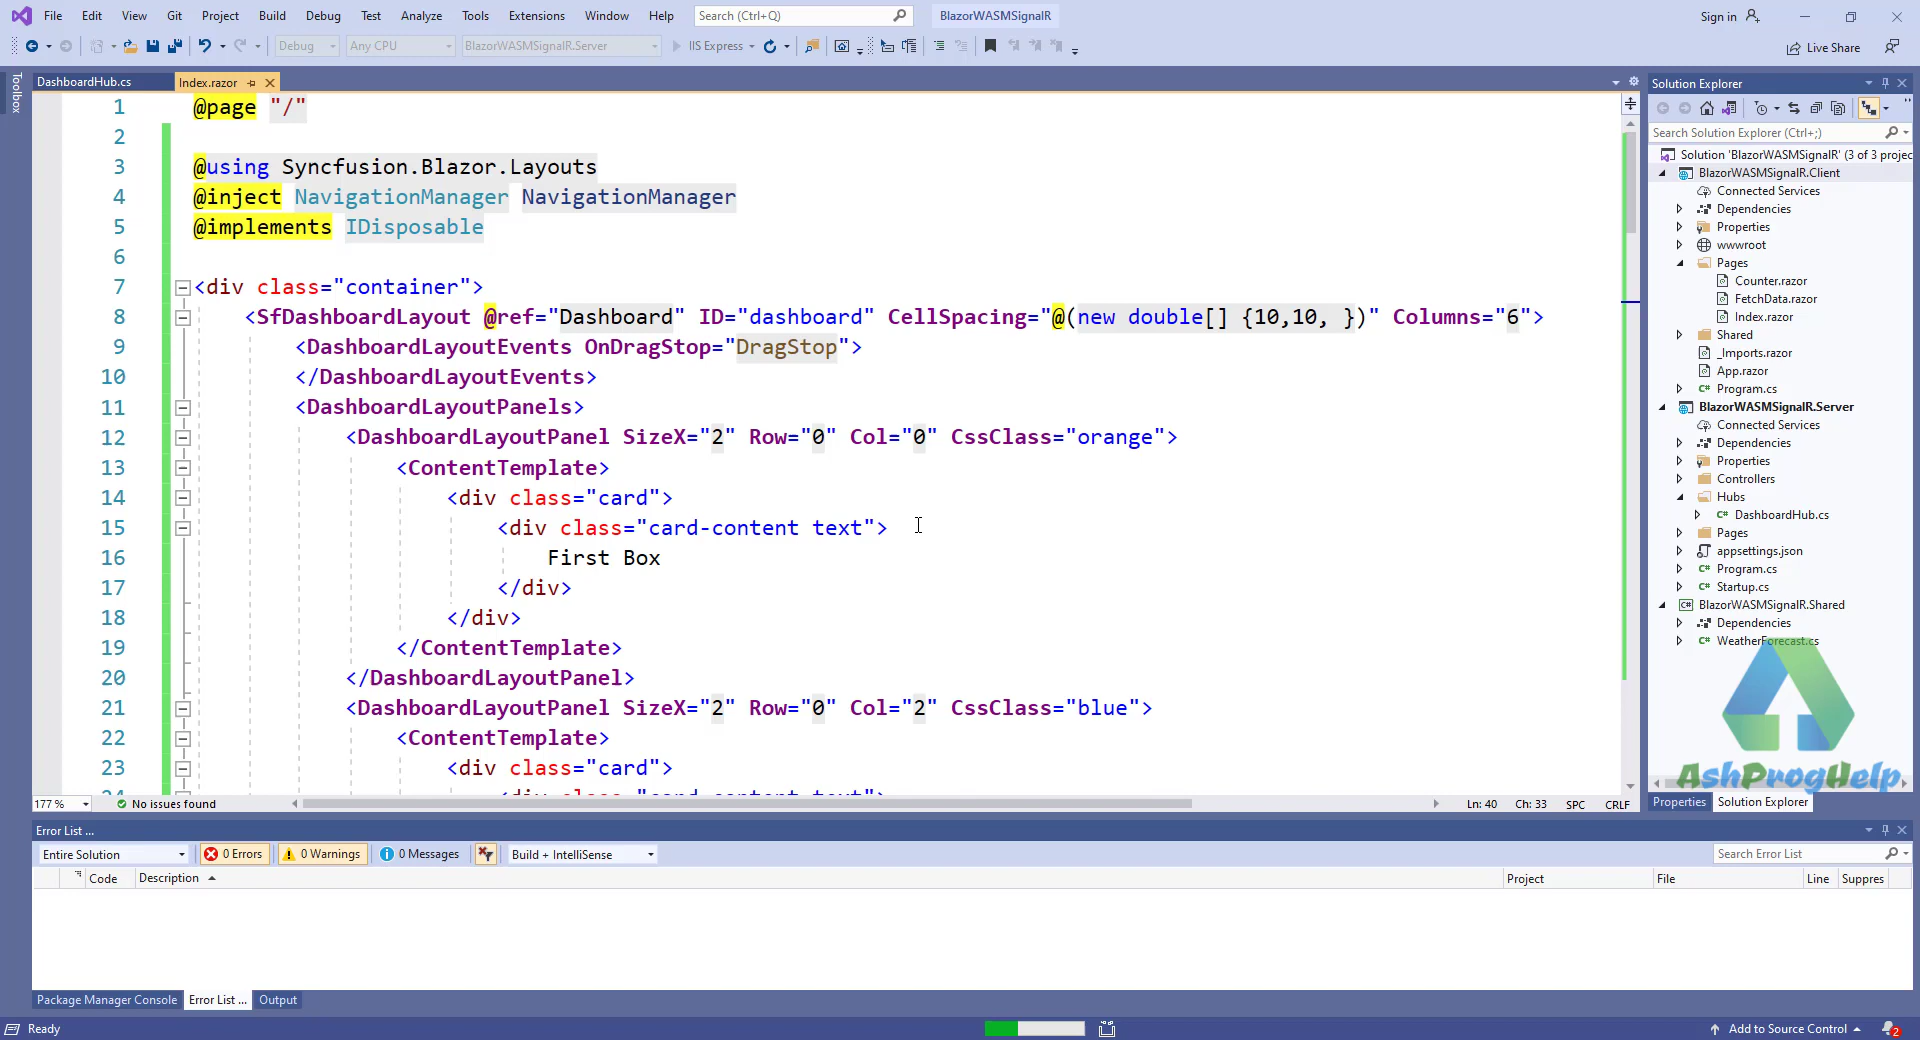 File Edit View Git Project Build Debug Test Analyze Tools Extensions Window Help Search (Ctrl+Q) BlazorWASMSignalR Sign in
Debug Any CPU BlazorWASMSignalR.Server IIS Express Live Share
Toolbox
DashboardHub.cs Index.razor
1 @page "/"
2
3 @using Syncfusion.Blazor.Layouts
4 @inject NavigationManager NavigationManager
5 @implements IDisposable
6
7 <div class="container">
8 <SfDashboardLayout @ref="Dashboard" ID="dashboard" CellSpacing="@(new double[] {10,10, })" Columns="6">
9 <DashboardLayoutEvents OnDragStop="DragStop">
10 </DashboardLayoutEvents>
11 <DashboardLayoutPanels>
12 <DashboardLayoutPanel SizeX="2" Row="0" Col="0" CssClass="orange">
13 <ContentTemplate>
14 <div class="card">
15 <div class="card-content text">
16 First Box
17 </div>
18 </div>
19 </ContentTemplate>
20 </DashboardLayoutPanel>
21 <DashboardLayoutPanel SizeX="2" Row="0" Col="2" CssClass="blue">
22 <ContentTemplate>
23 <div class="card">
24 <div class="card-content text">
177 % No issues found Ln: 40 Ch: 33 SPC CRLF
Solution Explorer
Search Solution Explorer (Ctrl+;)
Solution 'BlazorWASMSignalR' (3 of 3 projec
BlazorWASMSignalR.Client
Connected Services
Dependencies
Properties
wwwroot
Pages
Counter.razor
FetchData.razor
Index.razor
Shared
_Imports.razor
App.razor
C# Program.cs
BlazorWASMSignalR.Server
Connected Services
Dependencies
Properties
Controllers
Hubs
C# DashboardHub.cs
Pages
appsettings.json
C# Program.cs
C# Startup.cs
C# BlazorWASMSignalR.Shared
Dependencies
C# WeatherForecast.cs
AshProgHelp
Properties Solution Explorer
Error List ...
Entire Solution 0 Errors 0 Warnings 0 Messages Build + IntelliSense Search Error List
Code Description Project File Line Suppres
Package Manager Console Error List ... Output
Ready Add to Source Control 2